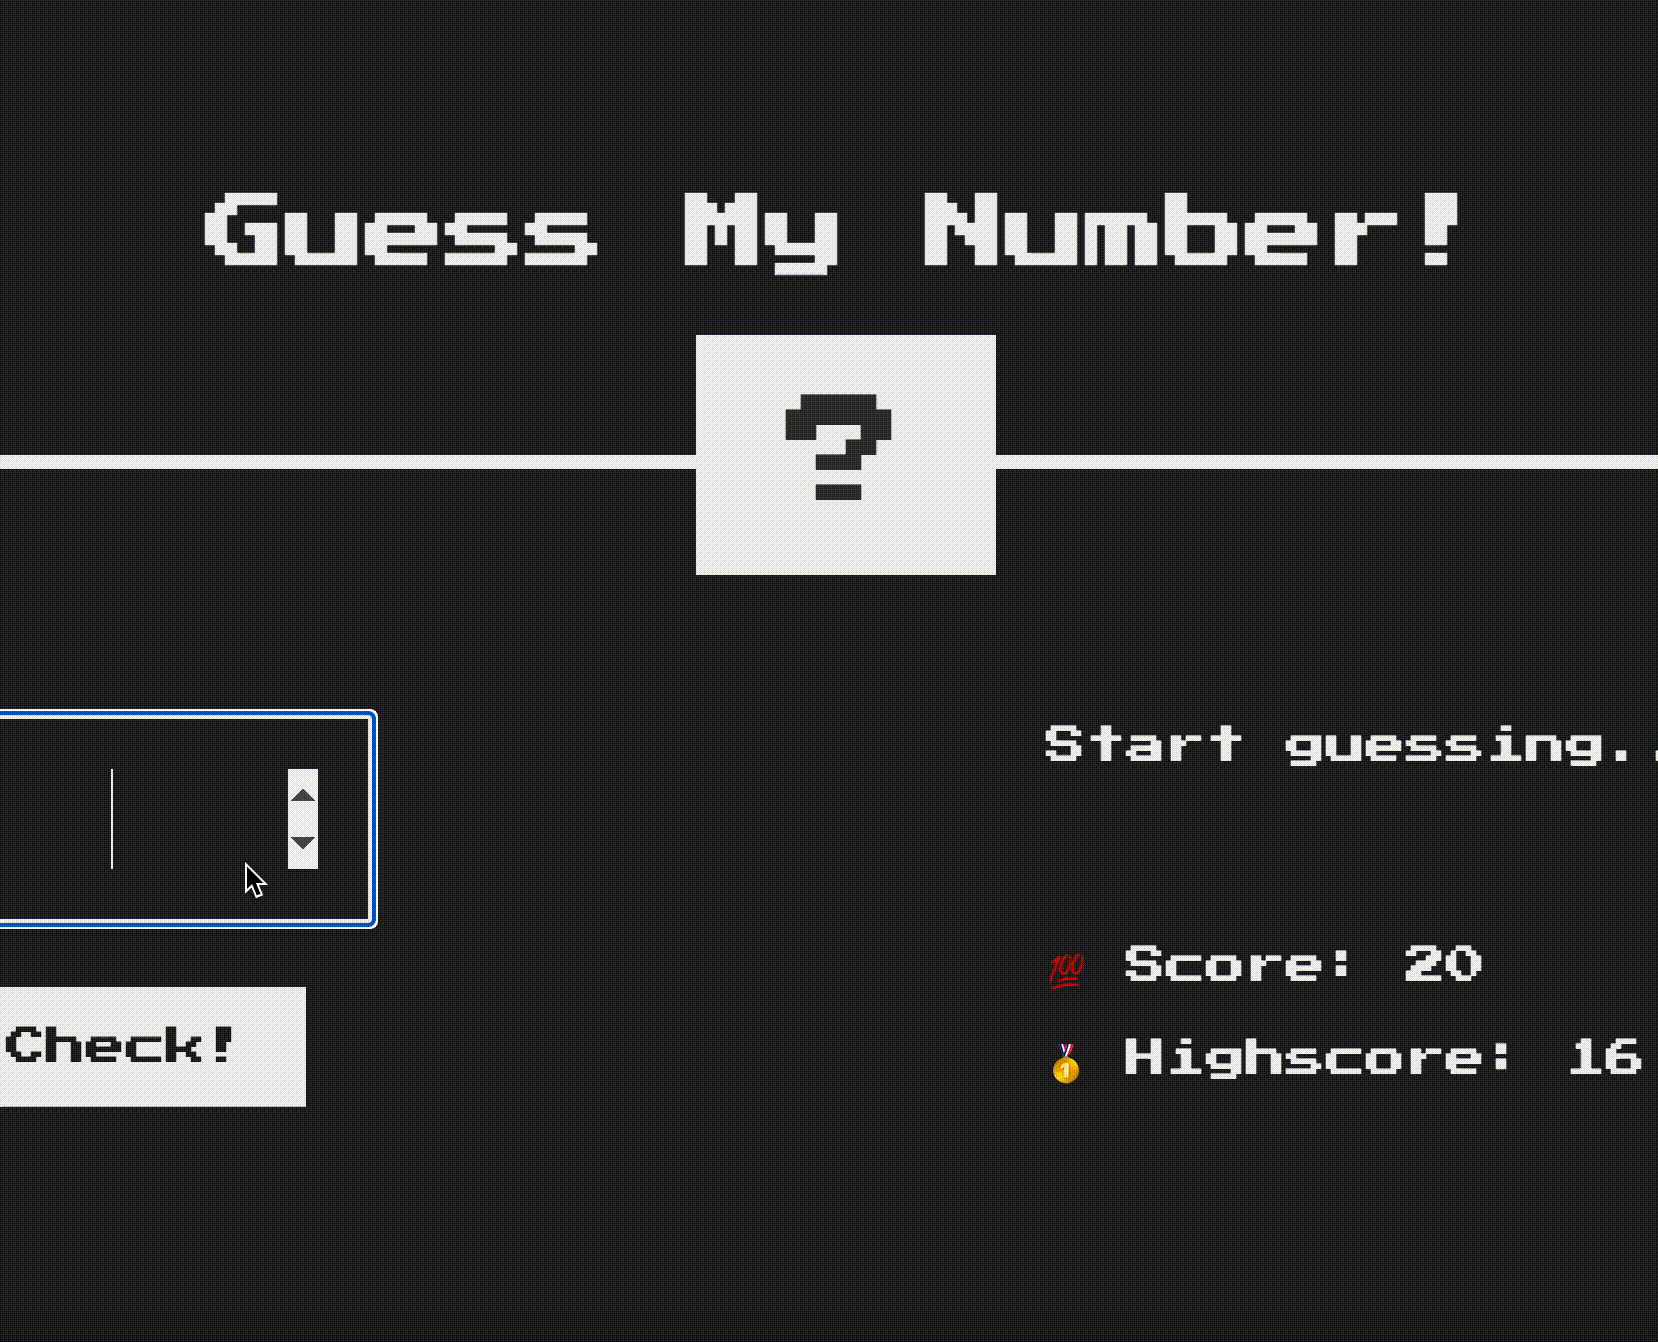 Guess My Number!
?
Start guessing..
Check!
💯 Score: 20
🥇 Highscore: 16